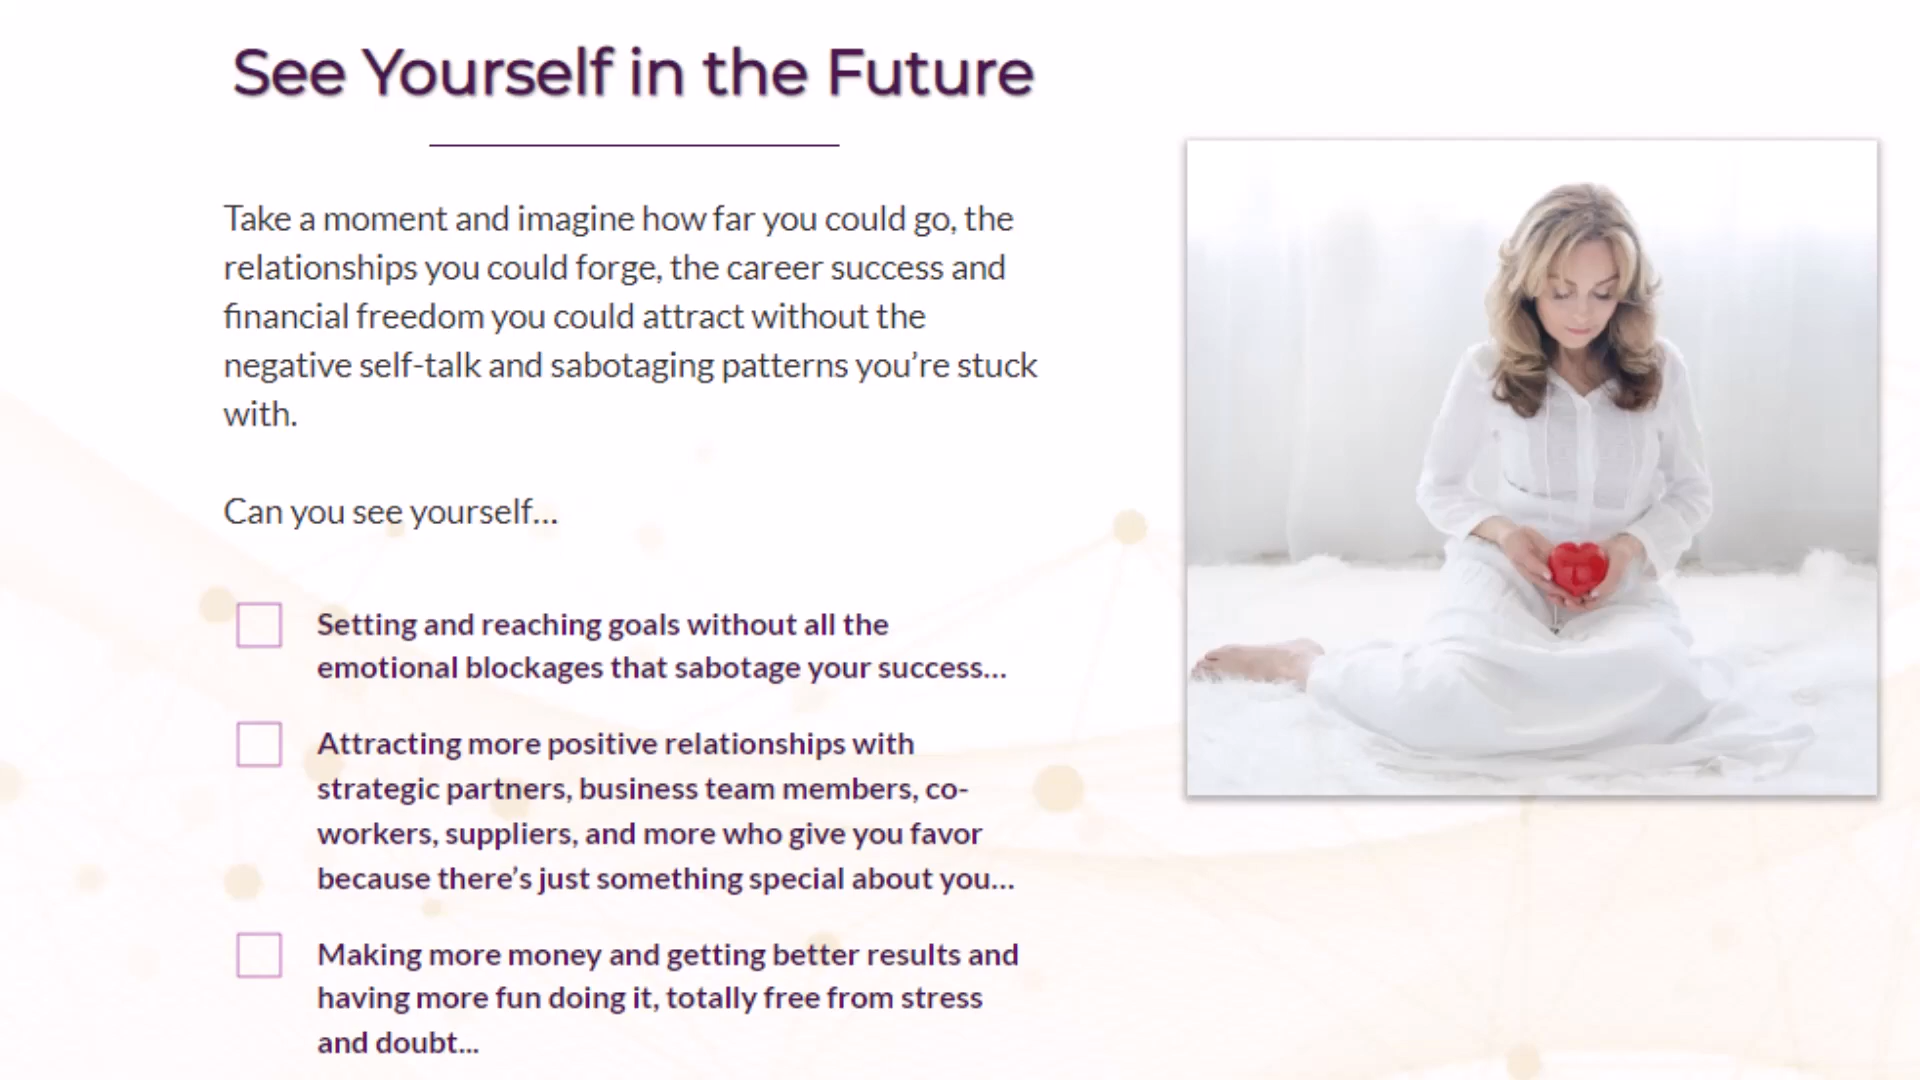 See Yourself in the Future
Take a moment and imagine how far you could go, the
relationships you could forge, the career success and
financial freedom you could attract without the
negative self-talk and sabotaging patterns you’re stuck
with.
Can you see yourself...
Setting and reaching goals without all the
emotional blockages that sabotage your success...
Attracting more positive relationships with
strategic partners, business team members, co-
workers, suppliers, and more who give you favor
because there’s just something special about you...
Making more money and getting better results and
having more fun doing it, totally free from stress
and doubt...